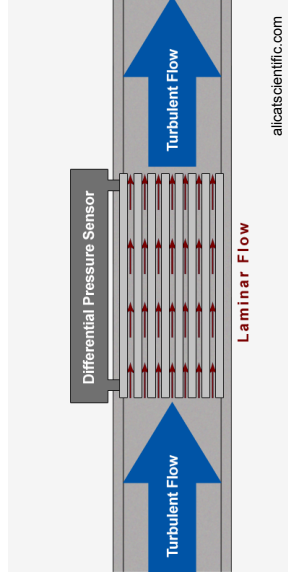 Differential Pressure Sensor
Turbulent Flow
Turbulent Flow
Laminar Flow
alicatscientific.com